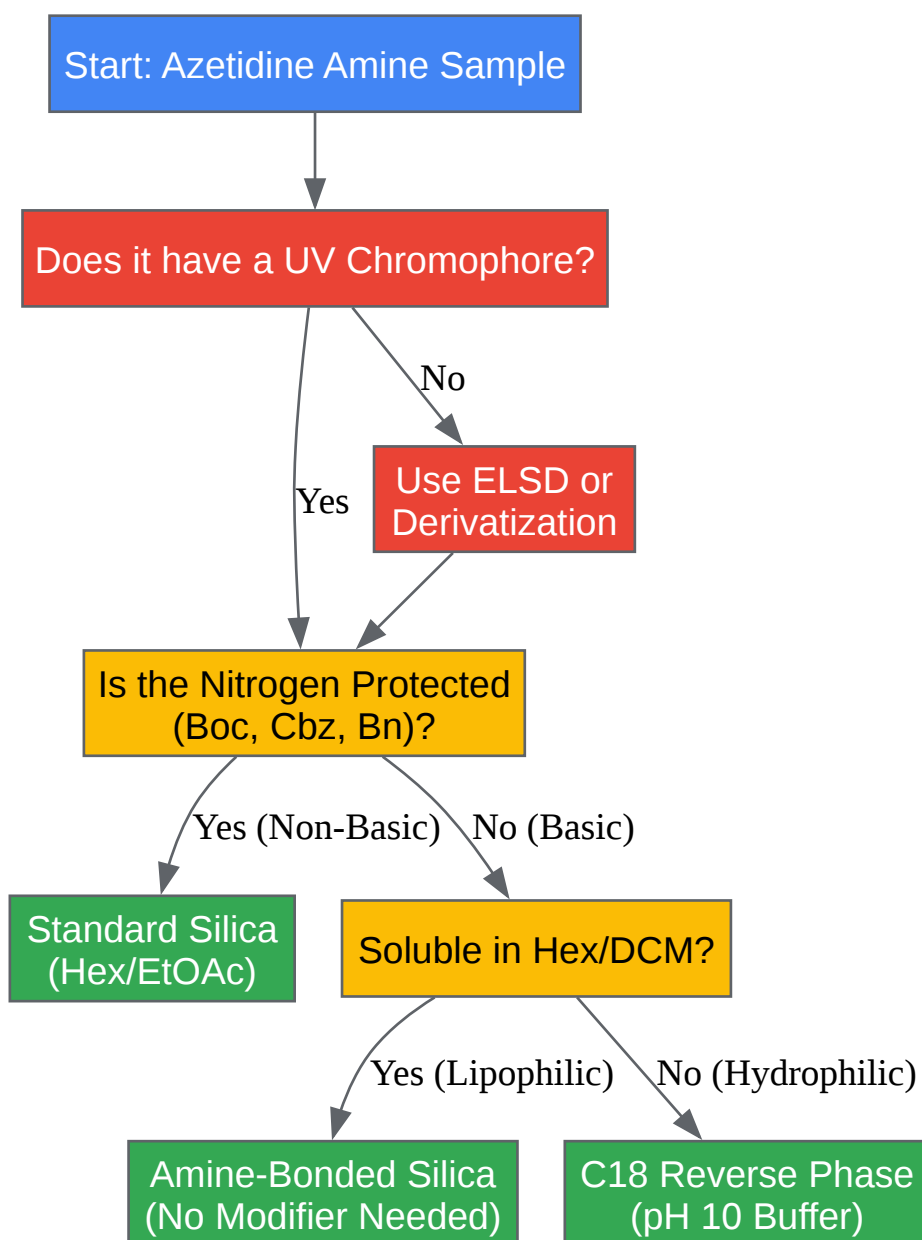 Start: Azetidine Amine Sample
Does it have a UV Chromophore?
No
Use ELSD or
Derivatization
Yes
Is the Nitrogen Protected
(Boc, Cbz, Bn)?
Yes (Non-Basic)
No (Basic)
Standard Silica
(Hex/EtOAc)
Soluble in Hex/DCM?
Yes (Lipophilic)
No (Hydrophilic)
Amine-Bonded Silica
(No Modifier Needed)
C18 Reverse Phase
(pH 10 Buffer)